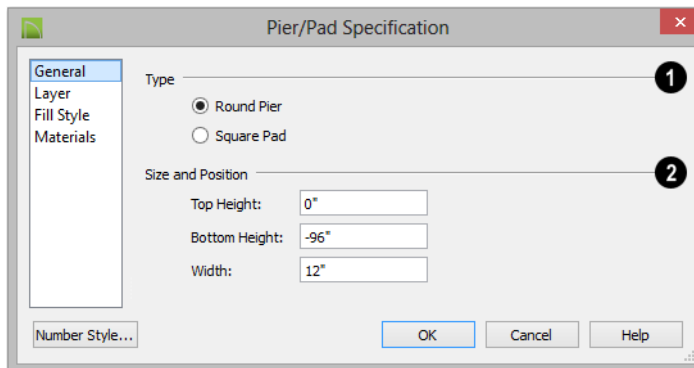 Pier/Pad Specification
General
Layer
Fill Style
Materials
Type
1
Round Pier
Square Pad
Size and Position
2
Top Height: 0"
Bottom Height: -96"
Width: 12"
Number Style...
OK
Cancel
Help